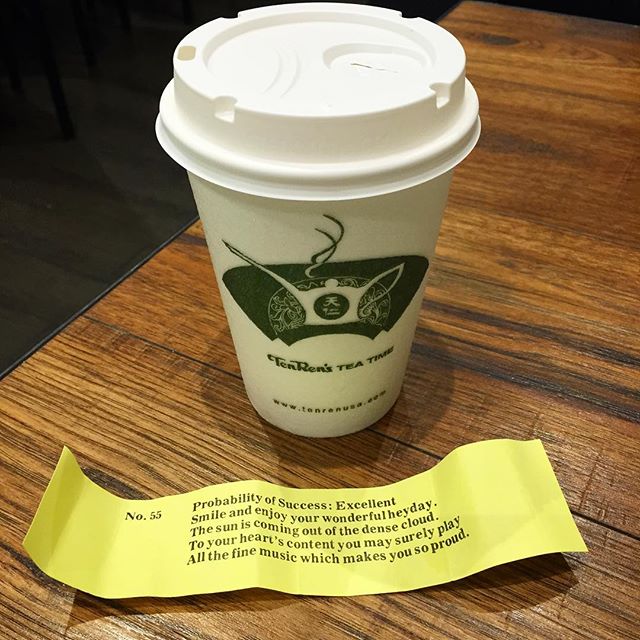 天仁
TenRen's TEA TIME
www.tenrenusa.com
No. 55
Probability of Success: Excellent
Smile and enjoy your wonderful heyday.
The sun is coming out of the dense cloud.
To your heart's content you may surely play
All the fine music which makes you so proud.